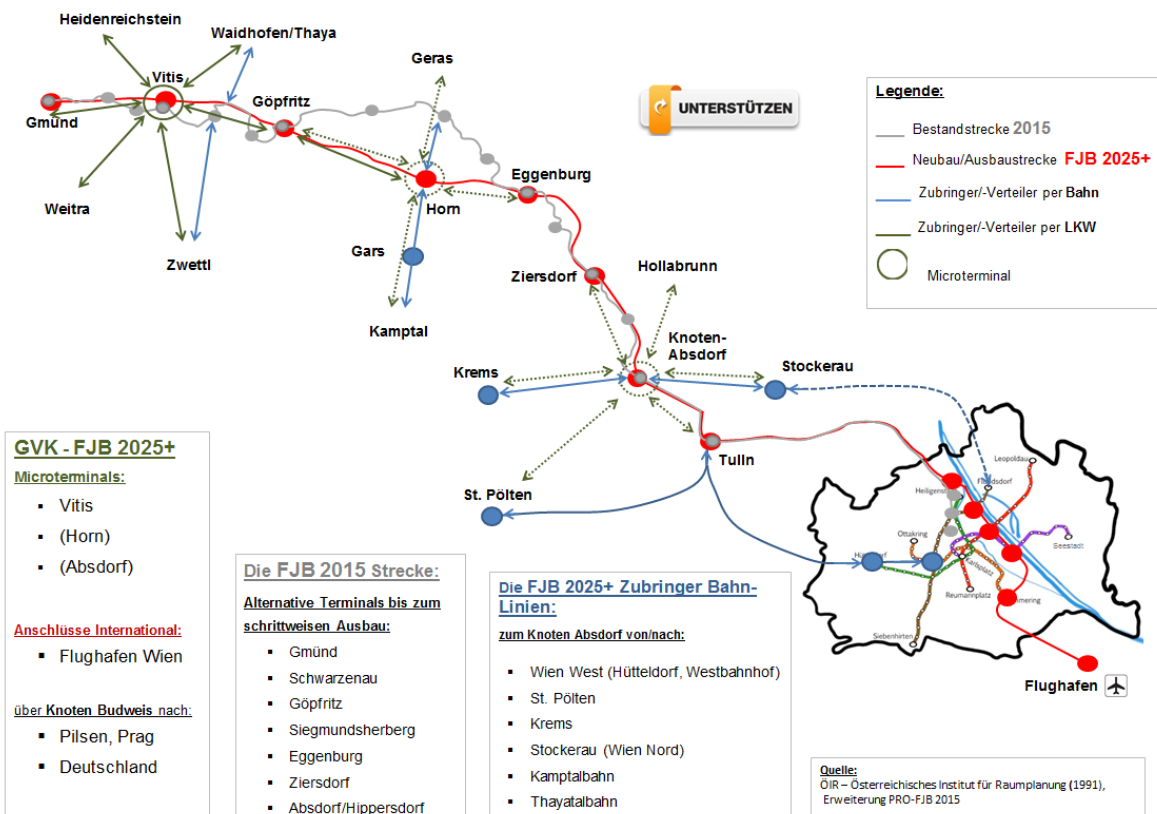 Heidenreichstein
Waidhofen/Thaya
Geras
Vitis
Göpfritz
Gmünd
UNTERSTÜTZEN
Legende:
Bestandstrecke 2015
Neubau/Ausbaustrecke FJB 2025+
Zubringer/-Verteiler per Bahn
Zubringer/-Verteiler per LKW
Microterminal
Eggenburg
Weitra
Horn
Gars
Zwettl
Ziersdorf
Hollabrunn
Kamptal
Knoten-
Absdorf
Krems
Stockerau
Tulln
St. Pölten
Leopoldau
Heiligens
Ottakring
Seestadt
Karlsplatz
Reumannplatz
Siebenhirten
Flughafen
GVK - FJB 2025+
Microterminals:
▪ Vitis
▪ (Horn)
▪ (Absdorf)
Anschlüsse International:
▪ Flughafen Wien
über Knoten Budweis nach:
▪ Pilsen, Prag
▪ Deutschland
Die FJB 2015 Strecke:
Alternative Terminals bis zum
schrittweisen Ausbau:
▪ Gmünd
▪ Schwarzenau
▪ Göpfritz
▪ Siegmundsherberg
▪ Eggenburg
▪ Ziersdorf
▪ Absdorf/Hippersdorf
Die FJB 2025+ Zubringer Bahn-
Linien:
zum Knoten Absdorf von/nach:
▪ Wien West (Hütteldorf, Westbahnhof)
▪ St. Pölten
▪ Krems
▪ Stockerau (Wien Nord)
▪ Kamptalbahn
▪ Thayatalbahn
Quelle:
ÖIR – Österreichisches Institut für Raumplanung (1991),
Erweiterung PRO-FJB 2015